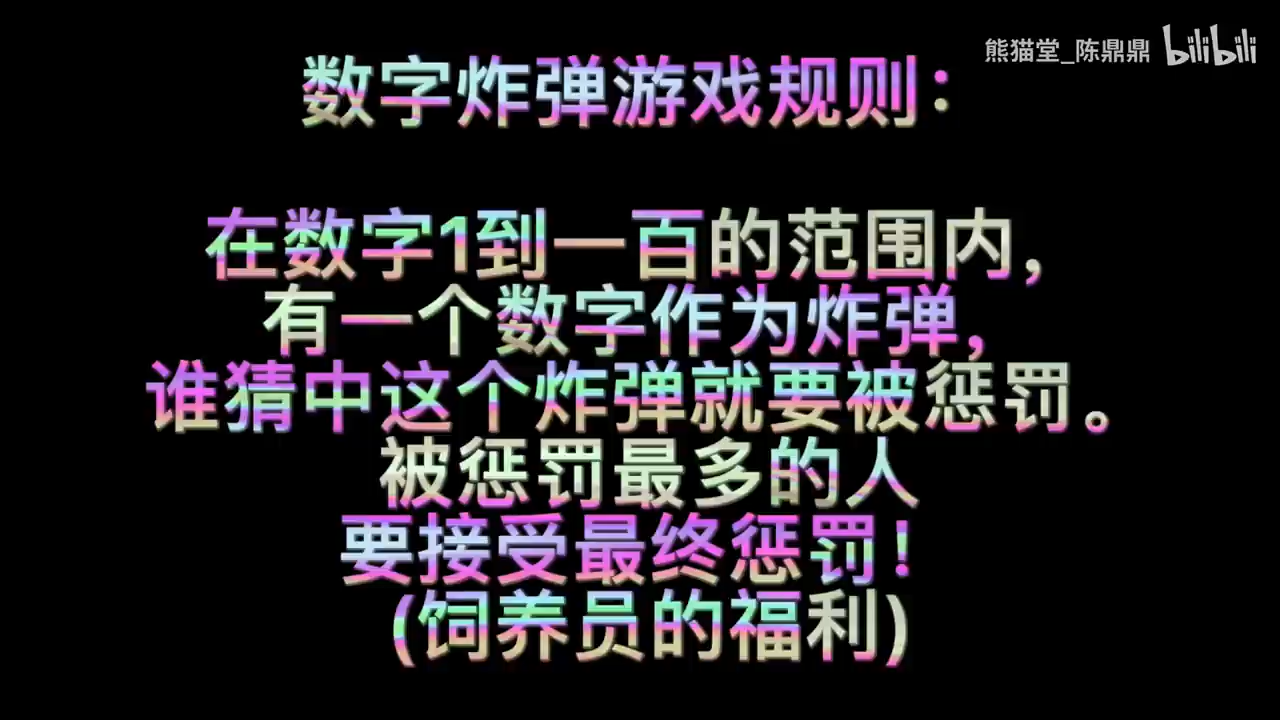 熊猫堂_陈鼎鼎 bilibili
数字炸弹游戏规则：
在数字1到一百的范围内，
有一个数字作为炸弹，
谁猜中这个炸弹就要被惩罚。
被惩罚最多的人
要接受最终惩罚！
(饲养员的福利)